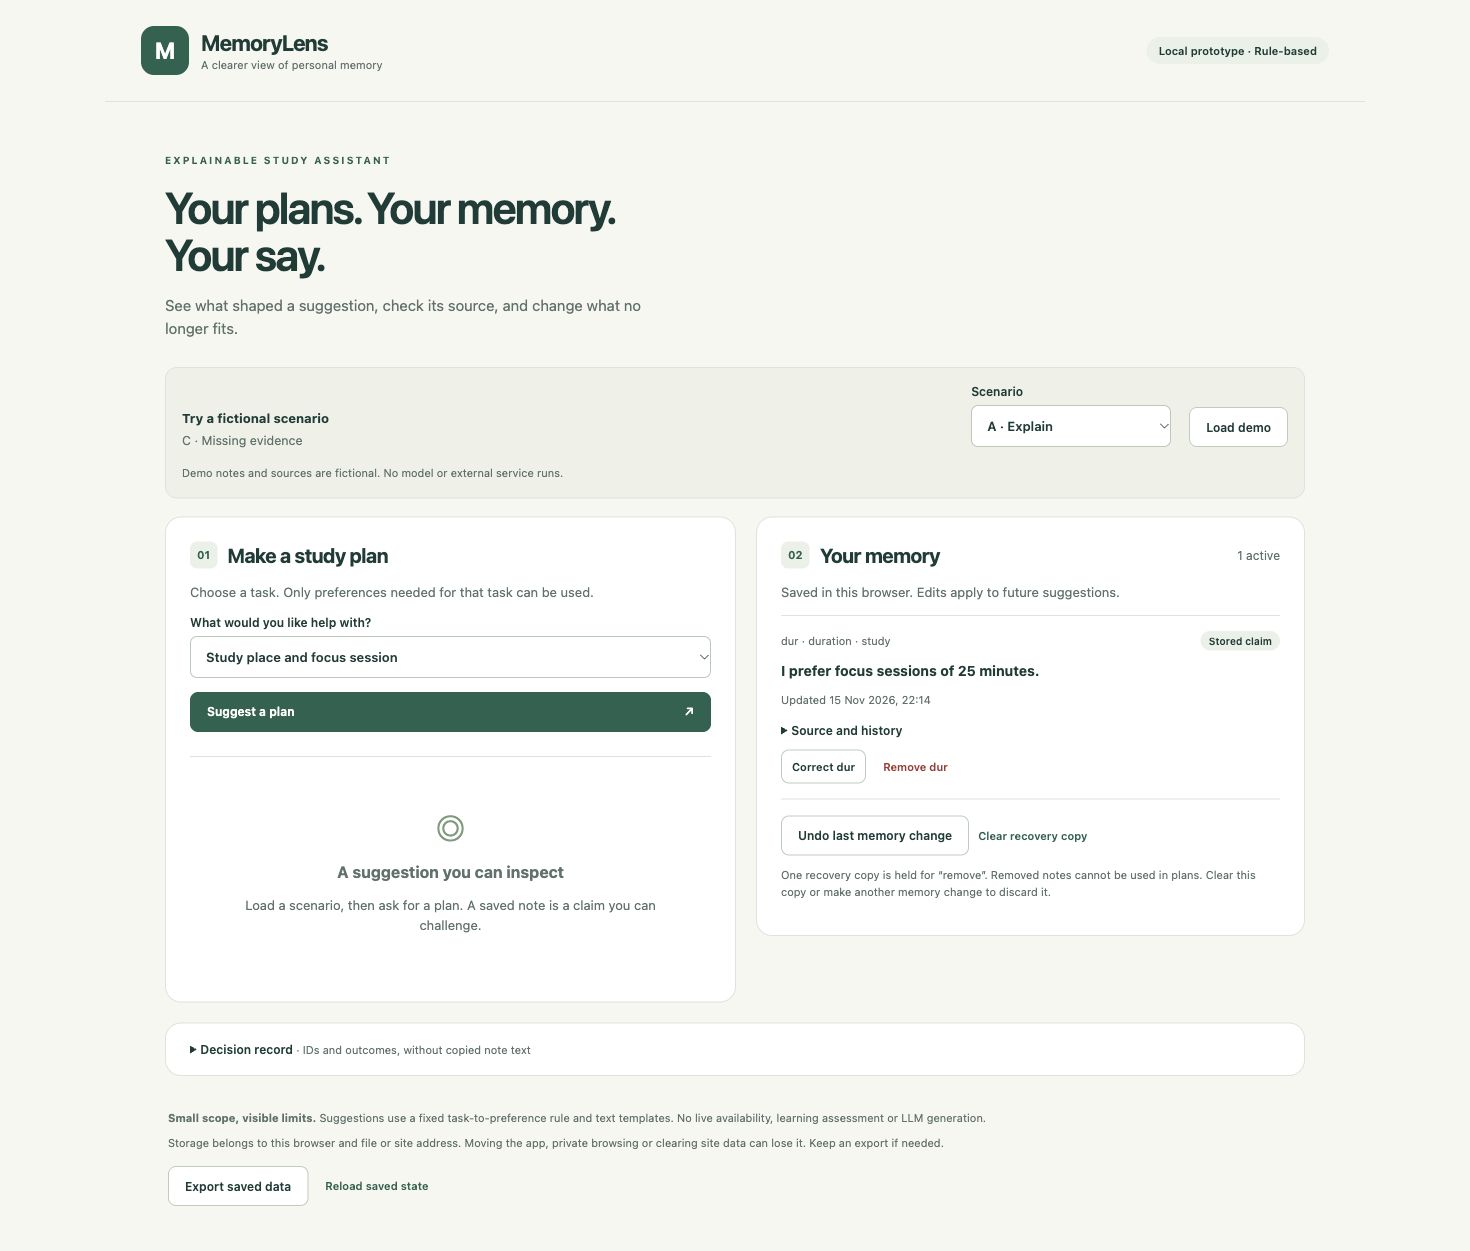 M
MemoryLens
A clearer view of personal memory
Local prototype · Rule-based
EXPLAINABLE STUDY ASSISTANT
Your plans. Your memory.
Your say.
See what shaped a suggestion, check its source, and change what no
longer fits.
Try a fictional scenario
C · Missing evidence
Demo notes and sources are fictional. No model or external service runs.
Scenario
A · Explain
Load demo
01 Make a study plan
Choose a task. Only preferences needed for that task can be used.
What would you like help with?
Study place and focus session
Suggest a plan
A suggestion you can inspect
Load a scenario, then ask for a plan. A saved note is a claim you can
challenge.
02 Your memory
1 active
Saved in this browser. Edits apply to future suggestions.
dur · duration · study
Stored claim
I prefer focus sessions of 25 minutes.
Updated 15 Nov 2026, 22:14
Source and history
Correct dur
Remove dur
Undo last memory change
Clear recovery copy
One recovery copy is held for “remove”. Removed notes cannot be used in plans. Clear this
copy or make another memory change to discard it.
Decision record · IDs and outcomes, without copied note text
Small scope, visible limits. Suggestions use a fixed task-to-preference rule and text templates. No live availability, learning assessment or LLM generation.
Storage belongs to this browser and file or site address. Moving the app, private browsing or clearing site data can lose it. Keep an export if needed.
Export saved data
Reload saved state